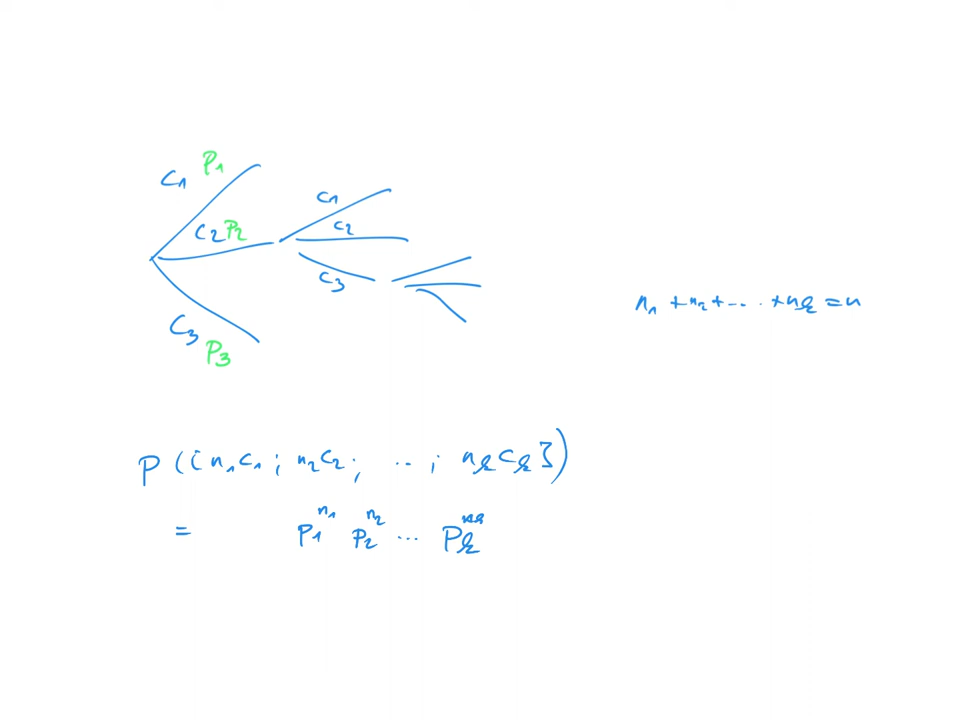 C1 P1
C1
C2 P2
C2
C3
n1 + n2 + ... + nk = n
C3
P3
P ({n1C1 ; n2C2 ; ... ; nkCk})
= P1^n1 P2^n2 ... Pk^nk